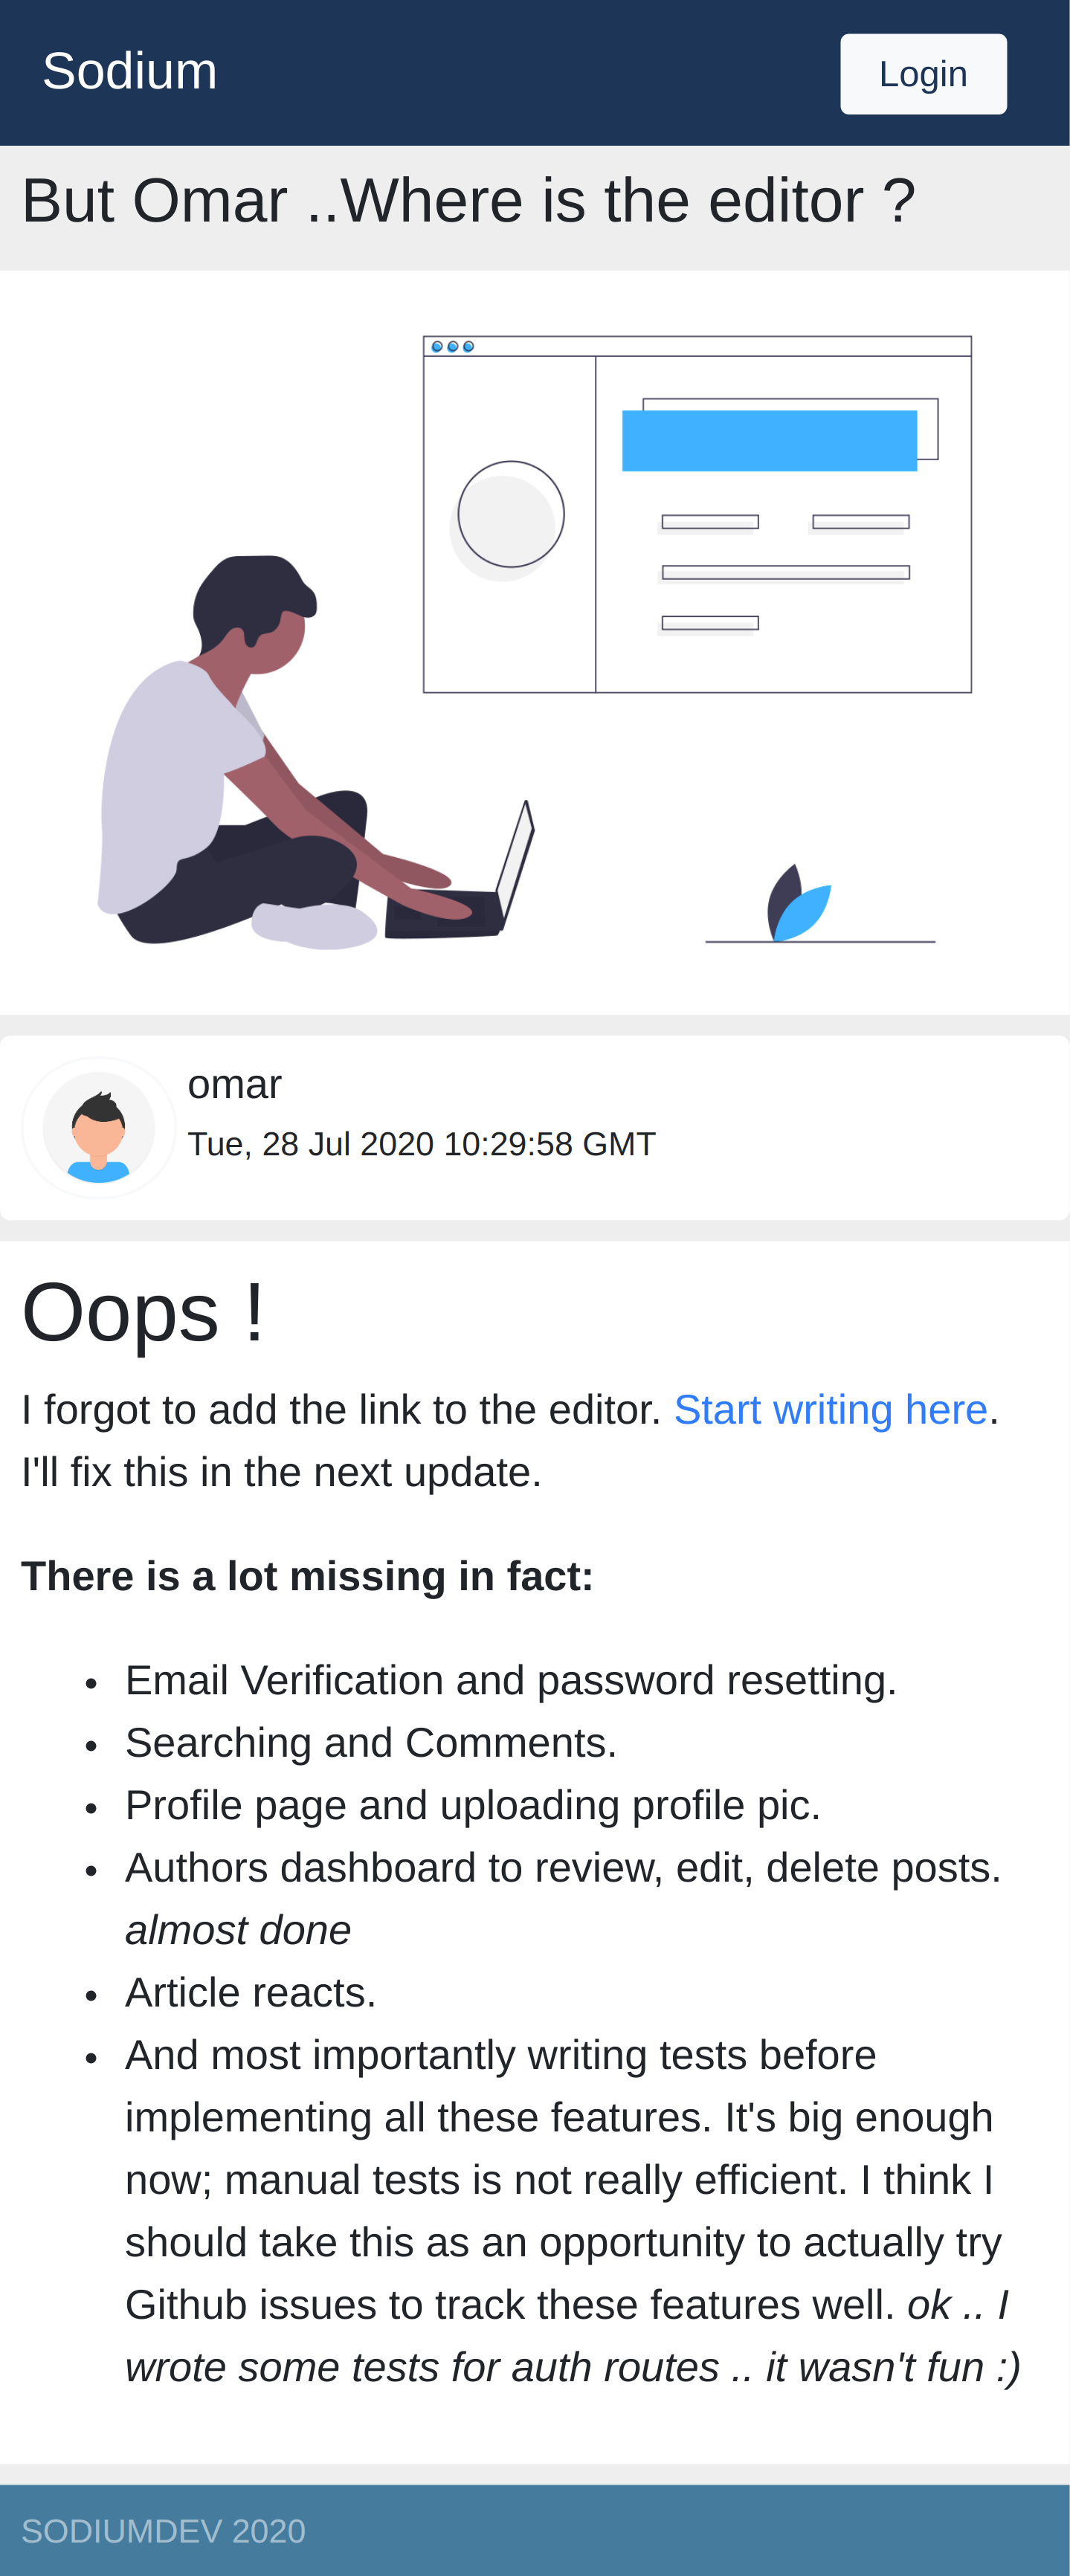 Sodium
Login
But Omar ..Where is the editor ?
omar
Tue, 28 Jul 2020 10:29:58 GMT
Oops !
I forgot to add the link to the editor. Start writing here.
I'll fix this in the next update.
There is a lot missing in fact:
• Email Verification and password resetting.
• Searching and Comments.
• Profile page and uploading profile pic.
• Authors dashboard to review, edit, delete posts.
almost done
• Article reacts.
• And most importantly writing tests before
implementing all these features. It's big enough
now; manual tests is not really efficient. I think I
should take this as an opportunity to actually try
Github issues to track these features well. ok .. I
wrote some tests for auth routes .. it wasn't fun :)
SODIUMDEV 2020